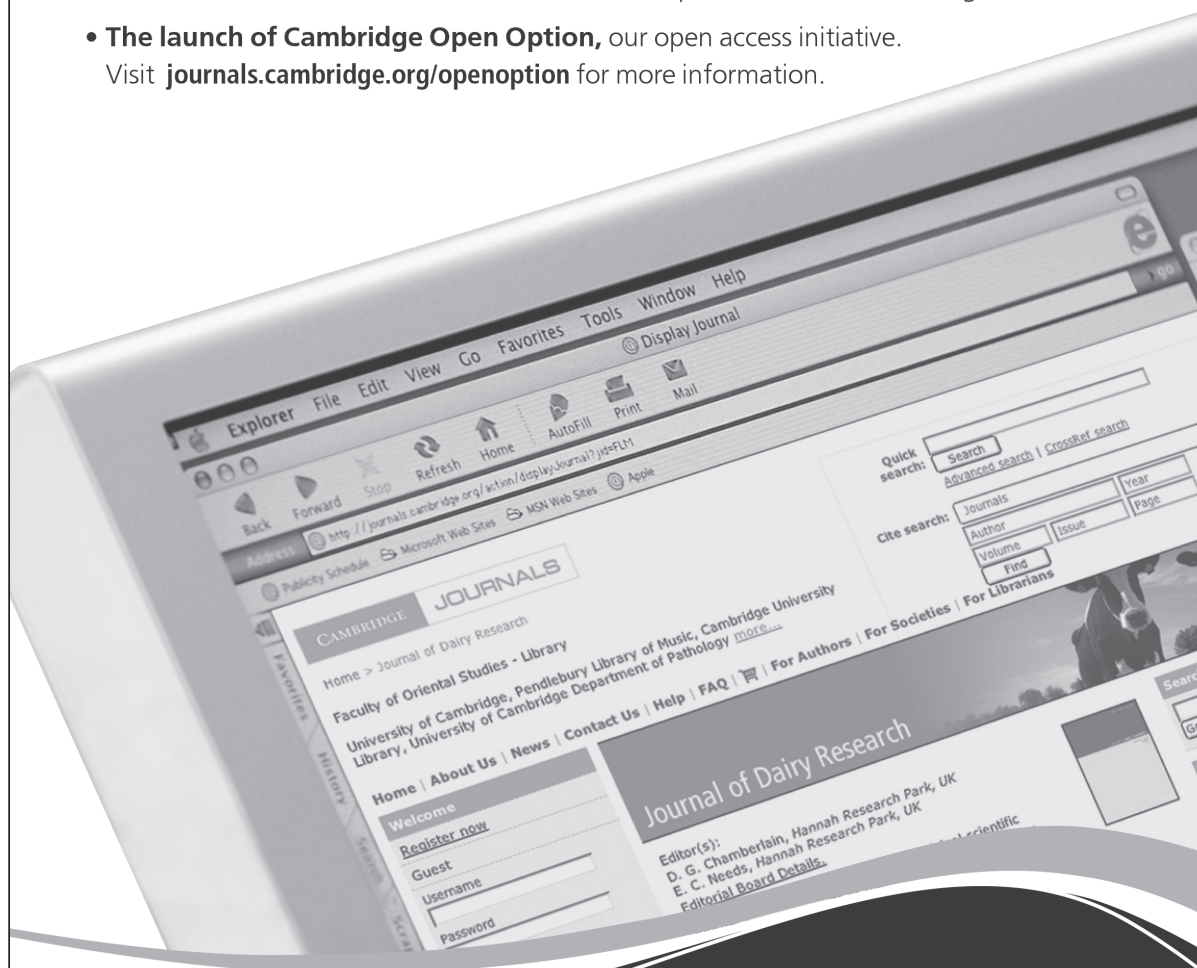 • The launch of Cambridge Open Option, our open access initiative.
Visit journals.cambridge.org/openoption for more information.
Explorer File Edit View Go Favorites Tools Window Help
Display Journal
Back Forward Stop Refresh Home AutoFill Print Mail
Address: http://journals.cambridge.org/action/displayJournal?jid=FLM
go
Publicity Schedule Microsoft Web Sites MSN Web Sites Apple
Favorites
History
Search
CAMBRIDGE JOURNALS
Quick search:
Search
Advanced search | CrossRef search
Cite search:
Journals
Author
Year
Volume
Issue
Page
Find
Home > Journal of Dairy Research
Faculty of Oriental Studies - Library
University of Cambridge, Pendlebury Library of Music, Cambridge University
Library, University of Cambridge Department of Pathology more...
Home | About Us | News | Contact Us | Help | FAQ | For Authors | For Societies | For Librarians
Welcome
Register now
Guest
Username
Password
Journal of Dairy Research
Editor(s):
D. G. Chamberlain, Hannah Research Park, UK
E. C. Needs, Hannah Research Park, UK
Editorial Board Details.
scientific